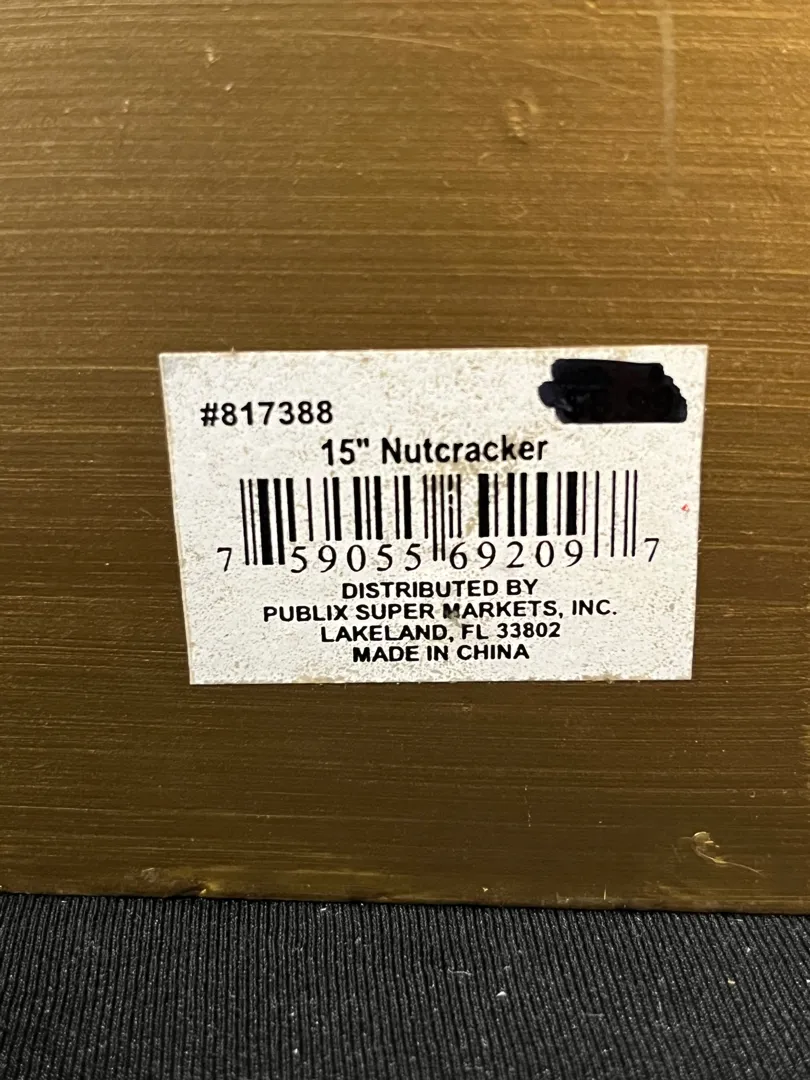 #817388
15" Nutcracker
7 59055 69209 7
DISTRIBUTED BY
PUBLIX SUPER MARKETS, INC.
LAKELAND, FL 33802
MADE IN CHINA